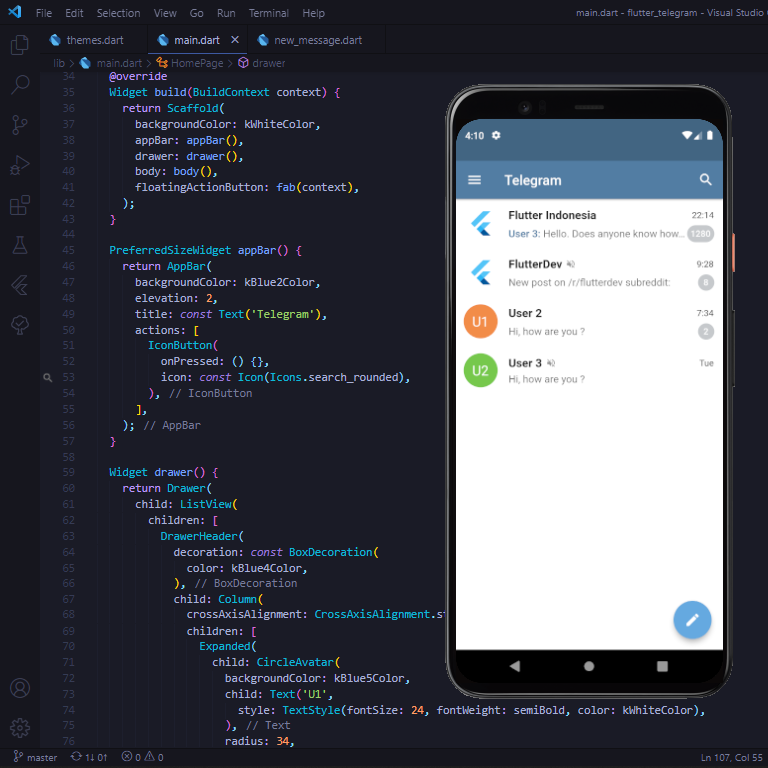 File Edit Selection View Go Run Terminal Help main.dart - flutter_telegram - Visual Studio
themes.dart main.dart new_message.dart
lib > main.dart > HomePage > drawer
34 @override
35 Widget build(BuildContext context) {
36 return Scaffold(
37 backgroundColor: kWhiteColor,
38 appBar: appBar(),
39 drawer: drawer(),
40 body: body(),
41 floatingActionButton: fab(context),
42 );
43 }
44
45 PreferredSizeWidget appBar() {
46 return AppBar(
47 backgroundColor: kBlue2Color,
48 elevation: 2,
49 title: const Text('Telegram'),
50 actions: [
51 IconButton(
52 onPressed: () {},
53 icon: const Icon(Icons.search_rounded),
54 ), // IconButton
55 ],
56 ); // AppBar
57 }
58
59 Widget drawer() {
60 return Drawer(
61 child: ListView(
62 children: [
63 DrawerHeader(
64 decoration: const BoxDecoration(
65 color: kBlue4Color,
66 ), // BoxDecoration
67 child: Column(
68 crossAxisAlignment: CrossAxisAlignment.st
69 children: [
70 Expanded(
71 child: CircleAvatar(
72 backgroundColor: kBlue5Color,
73 child: Text('U1',
74 style: TextStyle(fontSize: 24, fontWeight: semiBold, color: kWhiteColor),
75 ), // Text
76 radius: 34,
4:10
Telegram
Flutter Indonesia 22:14
User 3: Hello. Does anyone know how... 1280
FlutterDev 9:28
New post on /r/flutterdev subreddit: 8
U1 User 2 7:34
Hi, how are you ? 2
U2 User 3 Tue
Hi, how are you ?
master 1↓ 0↑ 0 0 Ln 107, Col 55